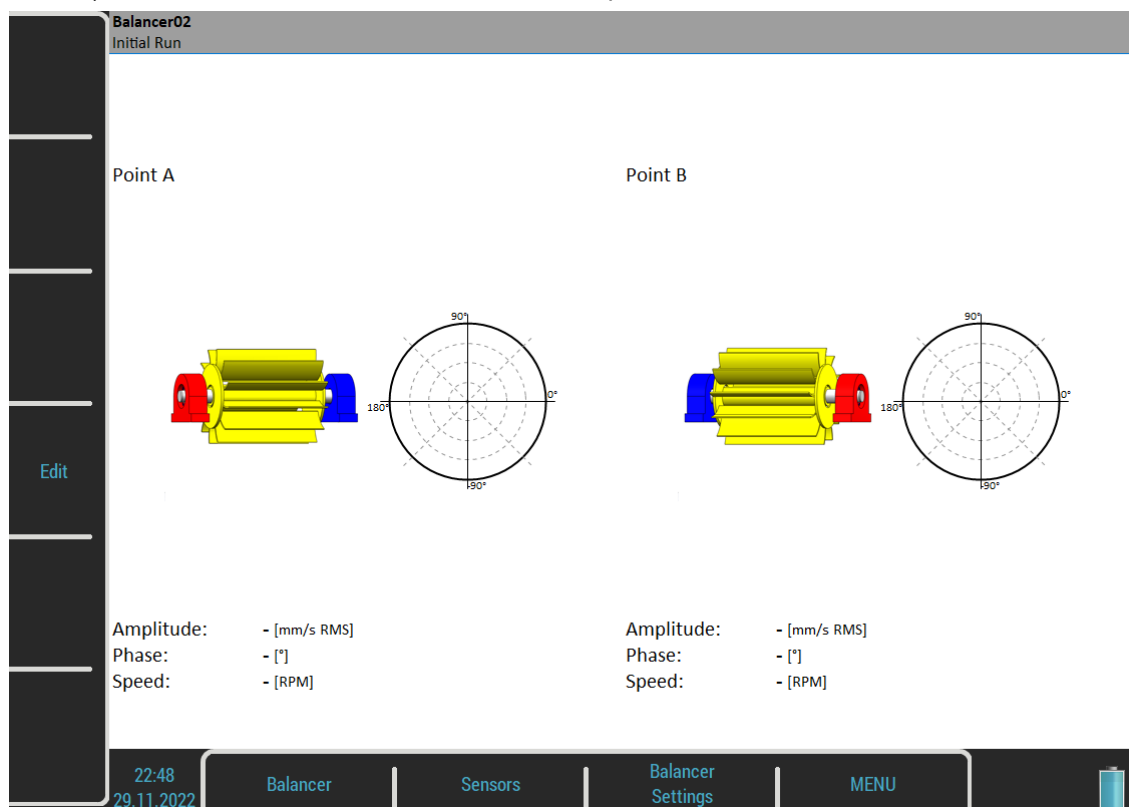 Balancer02
Initial Run
Point A
Point B
90°
0°
180°
-90°
90°
0°
180°
-90°
Edit
Amplitude: - [mm/s RMS]
Phase: - [°]
Speed: - [RPM]
Amplitude: - [mm/s RMS]
Phase: - [°]
Speed: - [RPM]
22:48
29.11.2022
Balancer
Sensors
Balancer
Settings
MENU